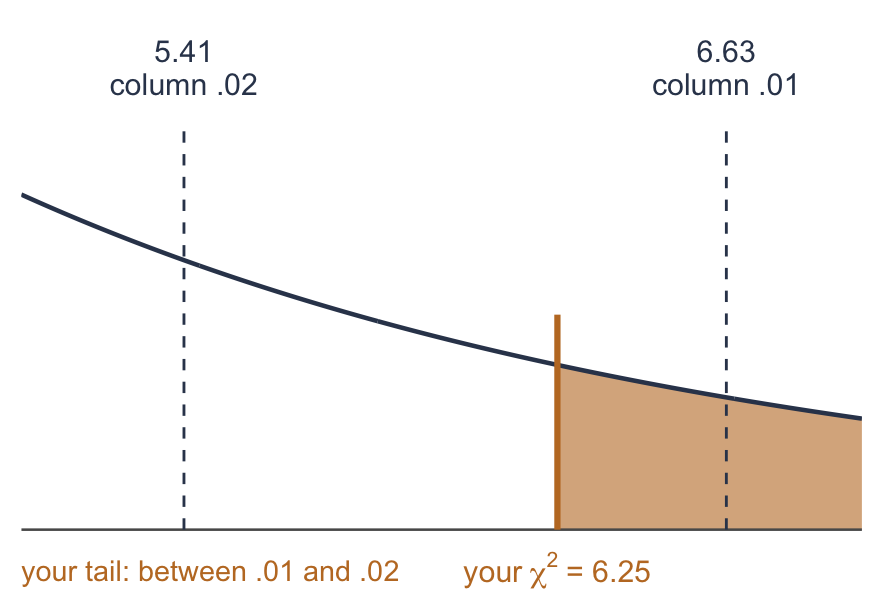 5.41
column .02
6.63
column .01
your tail: between .01 and .02
your χ² = 6.25